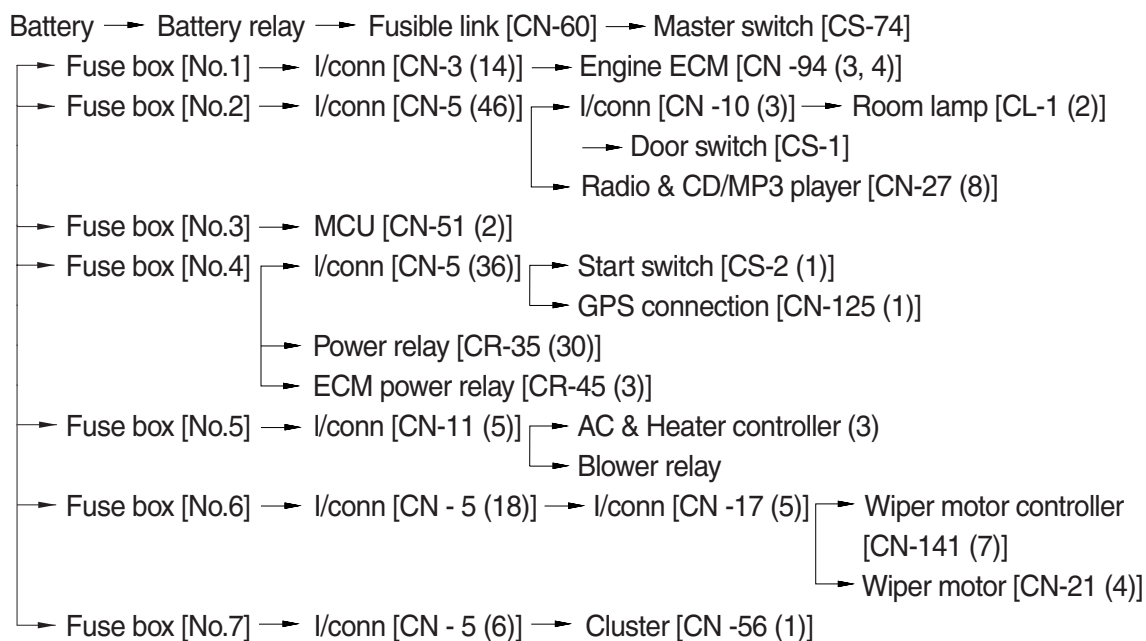 Battery → Battery relay → Fusible link [CN-60] → Master switch [CS-74]
→ Fuse box [No.1] → I/conn [CN-3 (14)] → Engine ECM [CN -94 (3, 4)]
→ Fuse box [No.2] → I/conn [CN-5 (46)] → I/conn [CN -10 (3)] → Room lamp [CL-1 (2)]
→ Door switch [CS-1]
→ Radio & CD/MP3 player [CN-27 (8)]
→ Fuse box [No.3] → MCU [CN-51 (2)]
→ Fuse box [No.4] → I/conn [CN-5 (36)] → Start switch [CS-2 (1)]
→ GPS connection [CN-125 (1)]
→ Power relay [CR-35 (30)]
→ ECM power relay [CR-45 (3)]
→ Fuse box [No.5] → I/conn [CN-11 (5)] → AC & Heater controller (3)
→ Blower relay
→ Fuse box [No.6] → I/conn [CN - 5 (18)] → I/conn [CN -17 (5)] → Wiper motor controller
[CN-141 (7)]
→ Wiper motor [CN-21 (4)]
→ Fuse box [No.7] → I/conn [CN - 5 (6)] → Cluster [CN -56 (1)]